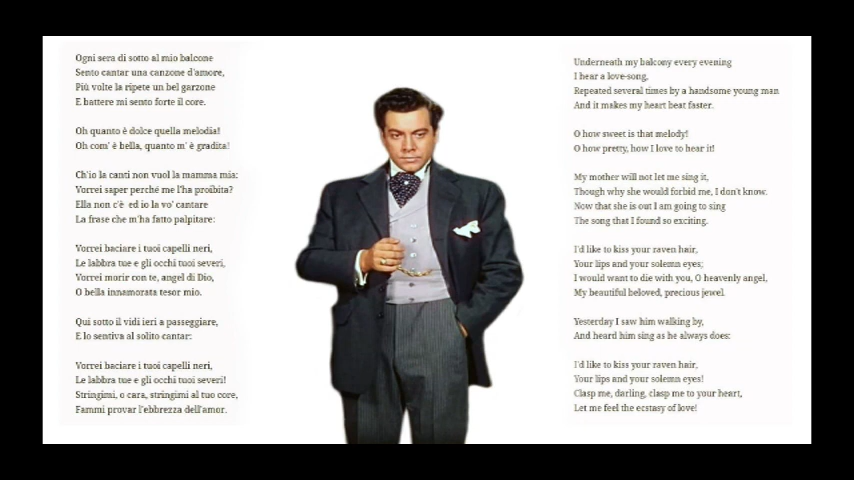 Ogni sera di sotto al mio balcone
Sento cantar una canzone d'amore,
Più volte la ripete un bel garzone
E battere mi sento forte il core.
Oh quanto è dolce quella melodia!
Oh com' è bella, quanto m' è gradita!
Ch'io la canti non vuol la mamma mia:
Vorrei saper perché me l'ha proibita?
Ella non c'è ed io la vo' cantare
La frase che m'ha fatto palpitare:
Vorrei baciare i tuoi capelli neri,
Le labbra tue e gli occhi tuoi severi,
Vorrei morir con te, angel di Dio,
O bella innamorata tesor mio.
Qui sotto il vidi ieri a passeggiare,
E lo sentiva al solito cantar:
Vorrei baciare i tuoi capelli neri,
Le labbra tue e gli occhi tuoi severi!
Stringimi, o cara, stringimi al tuo core,
Fammi provar l'ebbrezza dell'amor.
Underneath my balcony every evening
I hear a love-song,
Repeated several times by a handsome young man
And it makes my heart beat faster.
O how sweet is that melody!
O how pretty, how I love to hear it!
My mother will not let me sing it,
Though why she would forbid me, I don't know.
Now that she is out I am going to sing
The song that I found so exciting.
I'd like to kiss your raven hair,
Your lips and your solemn eyes;
I would want to die with you, O heavenly angel,
My beautiful beloved, precious jewel.
Yesterday I saw him walking by,
And heard him sing as he always does:
I'd like to kiss your raven hair,
Your lips and your solemn eyes!
Clasp me, darling, clasp me to your heart,
Let me feel the ecstasy of love!